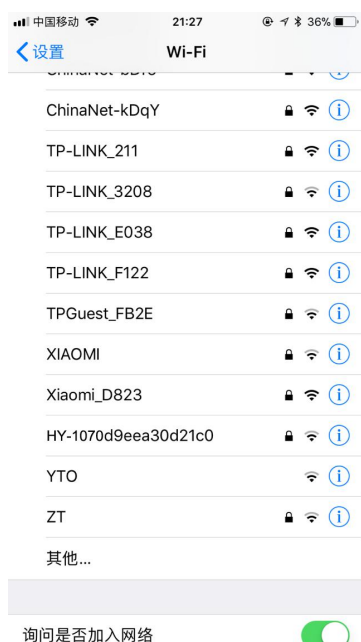 中国移动 21:27 36%
设置 Wi-Fi
ChinaNet-kDqY
TP-LINK_211
TP-LINK_3208
TP-LINK_E038
TP-LINK_F122
TPGuest_FB2E
XIAOMI
Xiaomi_D823
HY-1070d9eea30d21c0
YTO
ZT
其他...
询问是否加入网络